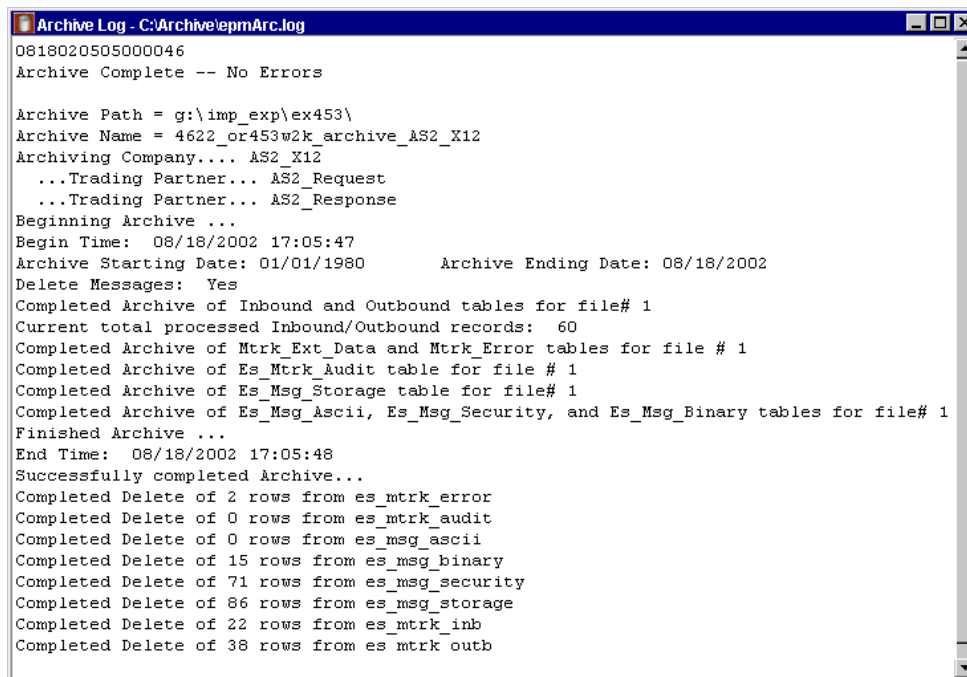 Archive Log - C:\Archive\epmArc.log
0818020505000046
Archive Complete -- No Errors
Archive Path = g:\imp_exp\ex453\
Archive Name = 4622_or453w2k_archive_AS2_X12
Archiving Company.... AS2_X12
...Trading Partner... AS2_Request
...Trading Partner... AS2_Response
Beginning Archive ...
Begin Time:  08/18/2002 17:05:47
Archive Starting Date: 01/01/1980        Archive Ending Date: 08/18/2002
Delete Messages:  Yes
Completed Archive of Inbound and Outbound tables for file# 1
Current total processed Inbound/Outbound records:  60
Completed Archive of Mtrk_Ext_Data and Mtrk_Error tables for file # 1
Completed Archive of Es_Mtrk_Audit table for file # 1
Completed Archive of Es_Msg_Storage table for file# 1
Completed Archive of Es_Msg_Ascii, Es_Msg_Security, and Es_Msg_Binary tables for file# 1
Finished Archive ...
End Time:  08/18/2002 17:05:48
Successfully completed Archive...
Completed Delete of 2 rows from es_mtrk_error
Completed Delete of 0 rows from es_mtrk_audit
Completed Delete of 0 rows from es_msg_ascii
Completed Delete of 15 rows from es_msg_binary
Completed Delete of 71 rows from es_msg_security
Completed Delete of 86 rows from es_msg_storage
Completed Delete of 22 rows from es_mtrk_inb
Completed Delete of 38 rows from es_mtrk_outb